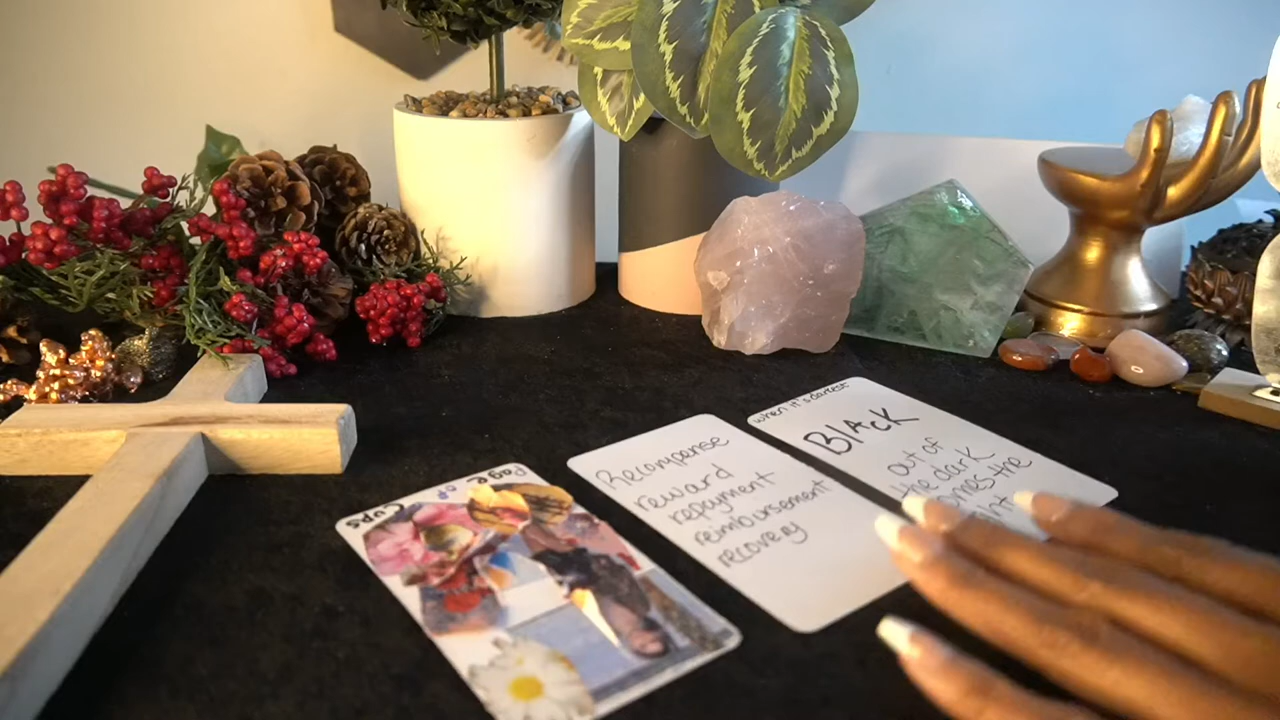 Page of
Cups
Recompense
reward
repayment
reimbursement
recovery
when it's darkest
BLACK
out of
the dark
comes the